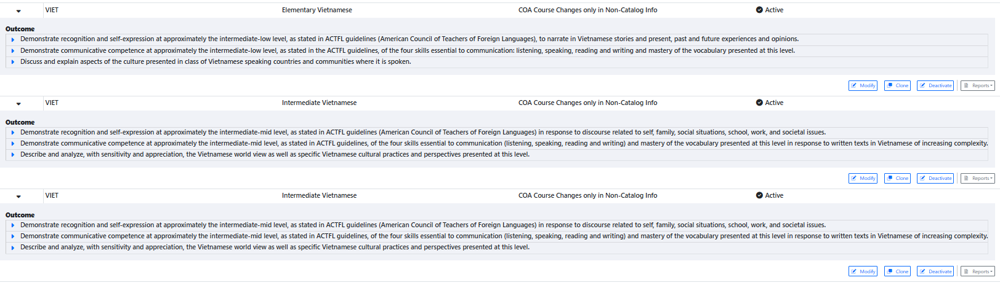 VIET Elementary Vietnamese COA Course Changes only in Non-Catalog Info Active
Outcome
Demonstrate recognition and self-expression at approximately the intermediate-low level, as stated in ACTFL guidelines (American Council of Teachers of Foreign Languages), to narrate in Vietnamese stories and present, past and future experiences and opinions.
Demonstrate communicative competence at approximately the intermediate-low level, as stated in the ACTFL guidelines, of the four skills essential to communication: listening, speaking, reading and writing and mastery of the vocabulary presented at this level.
Discuss and explain aspects of the culture presented in class of Vietnamese speaking countries and communities where it is spoken.
Modify Clone Deactivate Reports
VIET Intermediate Vietnamese COA Course Changes only in Non-Catalog Info Active
Outcome
Demonstrate recognition and self-expression at approximately the intermediate-mid level, as stated in ACTFL guidelines (American Council of Teachers of Foreign Languages) in response to discourse related to self, family, social situations, school, work, and societal issues.
Demonstrate communicative competence at approximately the intermediate-mid level, as stated in ACTFL guidelines, of the four skills essential to communication (listening, speaking, reading and writing) and mastery of the vocabulary presented at this level in response to written texts in Vietnamese of increasing complexity.
Describe and analyze, with sensitivity and appreciation, the Vietnamese world view as well as specific Vietnamese cultural practices and perspectives presented at this level.
Modify Clone Deactivate Reports
VIET Intermediate Vietnamese COA Course Changes only in Non-Catalog Info Active
Outcome
Demonstrate recognition and self-expression at approximately the intermediate-mid level, as stated in ACTFL guidelines (American Council of Teachers of Foreign Languages) in response to discourse related to self, family, social situations, school, work, and societal issues.
Demonstrate communicative competence at approximately the intermediate-mid level, as stated in ACTFL guidelines, of the four skills essential to communication (listening, speaking, reading and writing) and mastery of the vocabulary presented at this level in response to written texts in Vietnamese of increasing complexity.
Describe and analyze, with sensitivity and appreciation, the Vietnamese world view as well as specific Vietnamese cultural practices and perspectives presented at this level.
Modify Clone Deactivate Reports